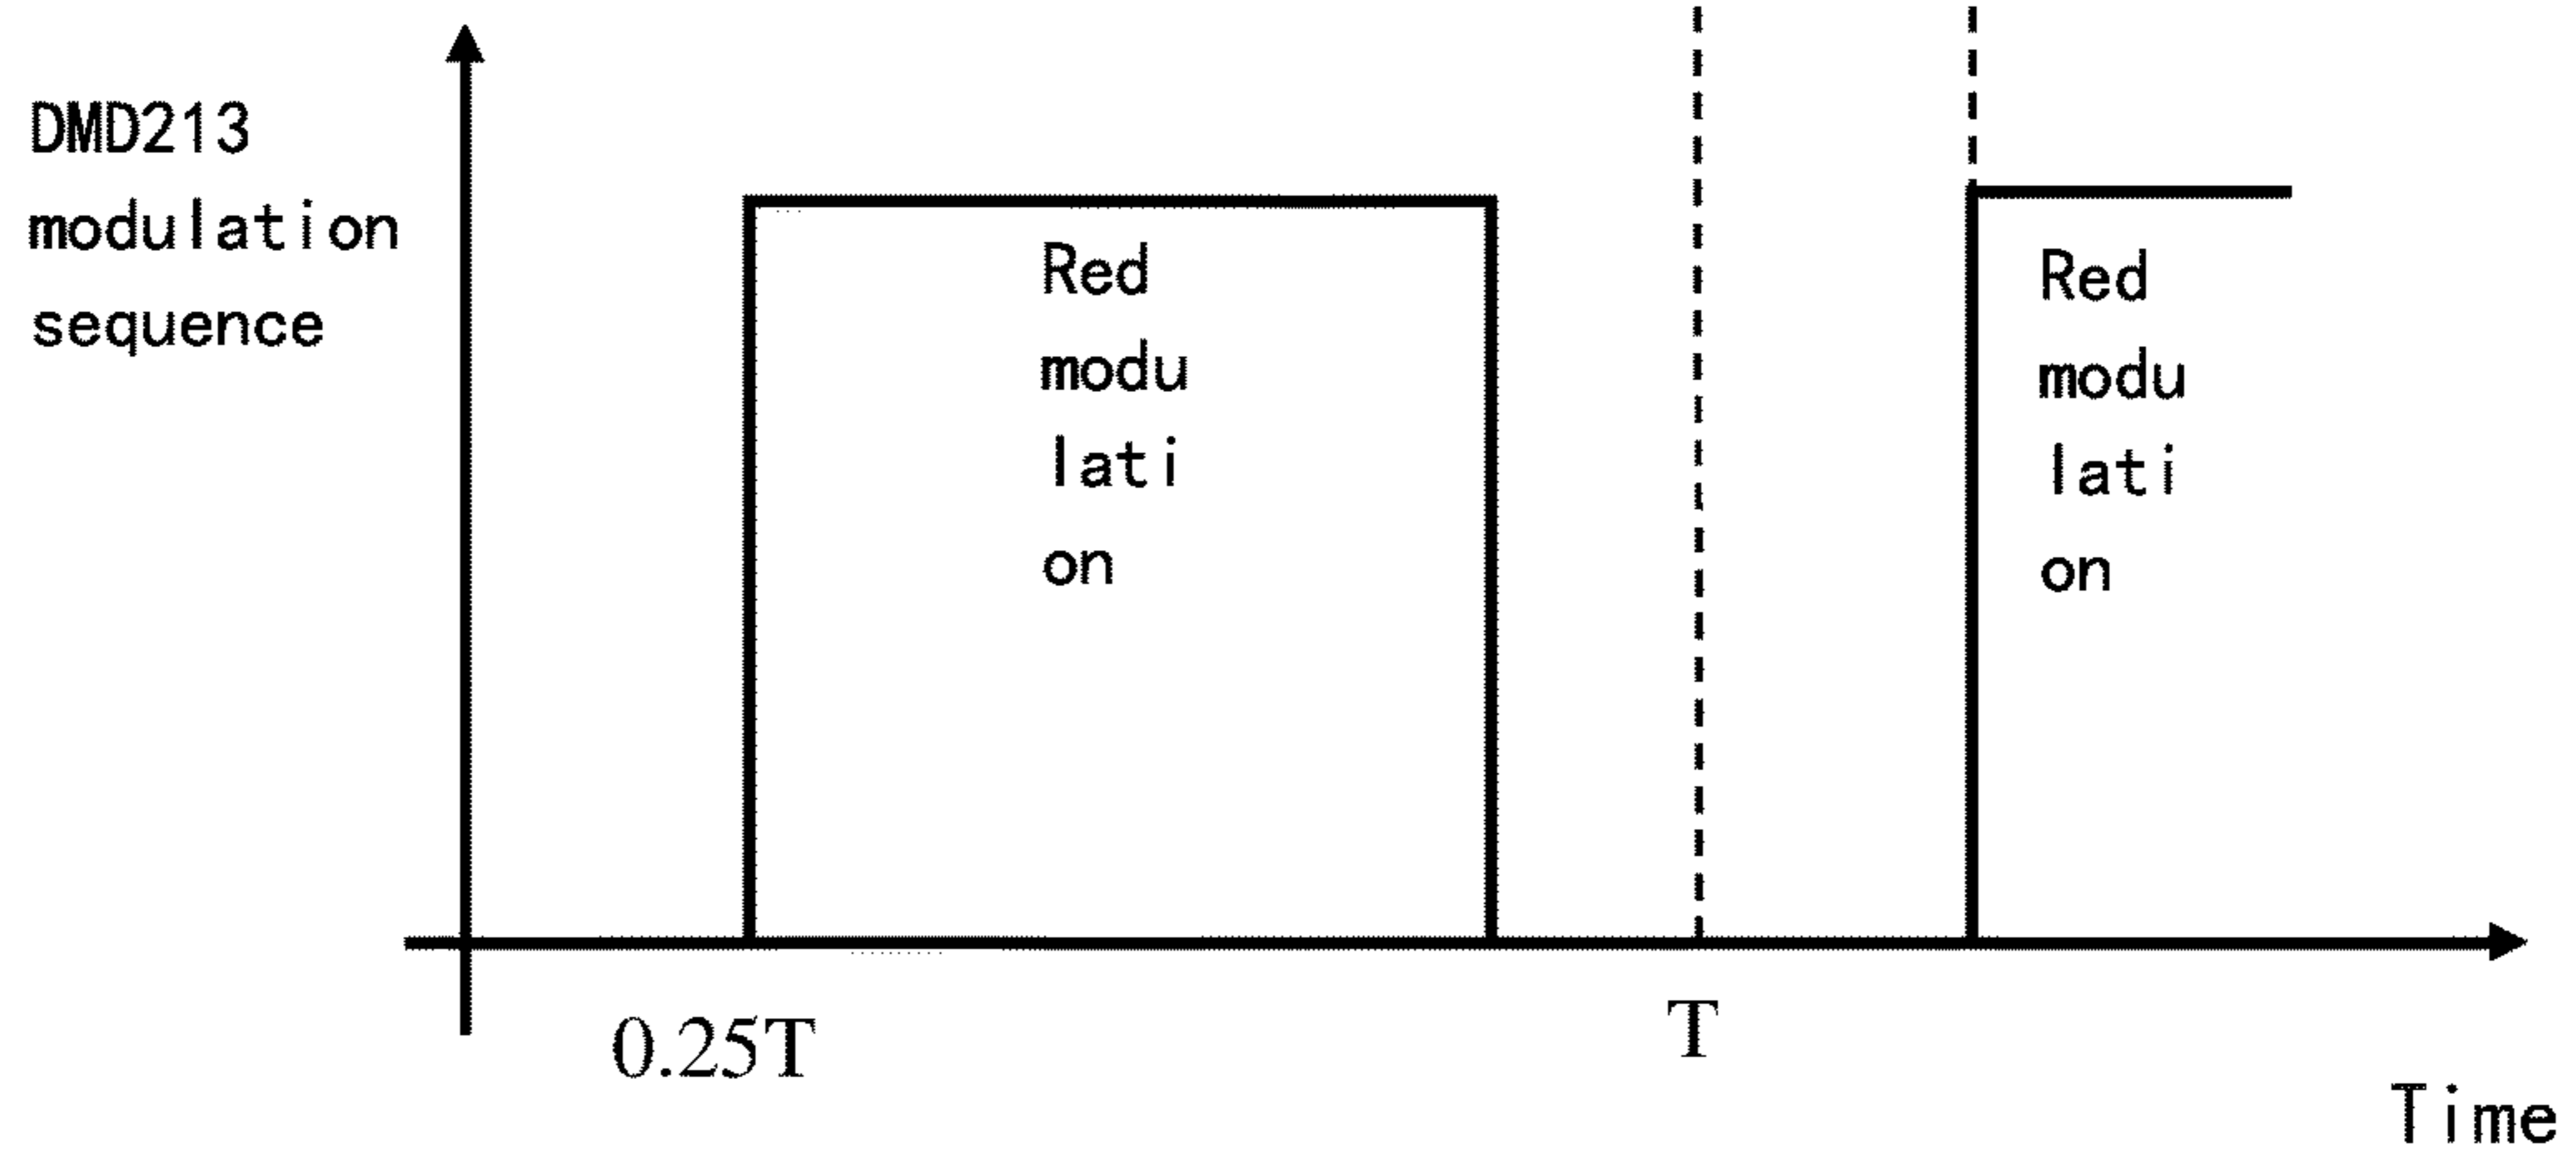 DMD213
modulation
sequence
Red
modu
lati
on
Red
modu
lati
on
0.25T
T
Time